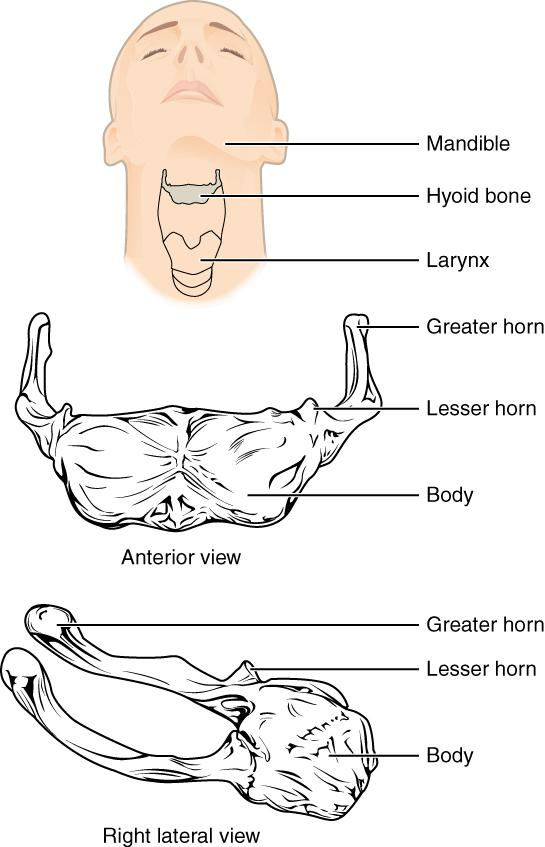 Mandible
Hyoid bone
Larynx
Greater horn
Lesser horn
Body
Anterior view
Greater horn
Lesser horn
Body
Right lateral view